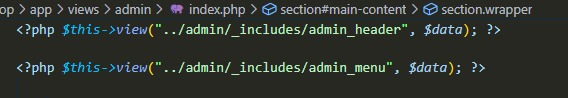 op > app > views > admin > index.php > section#main-content > section.wrapper
<?php $this->view("../admin/_includes/admin_header", $data); ?>
<?php $this->view("../admin/_includes/admin_menu", $data); ?>